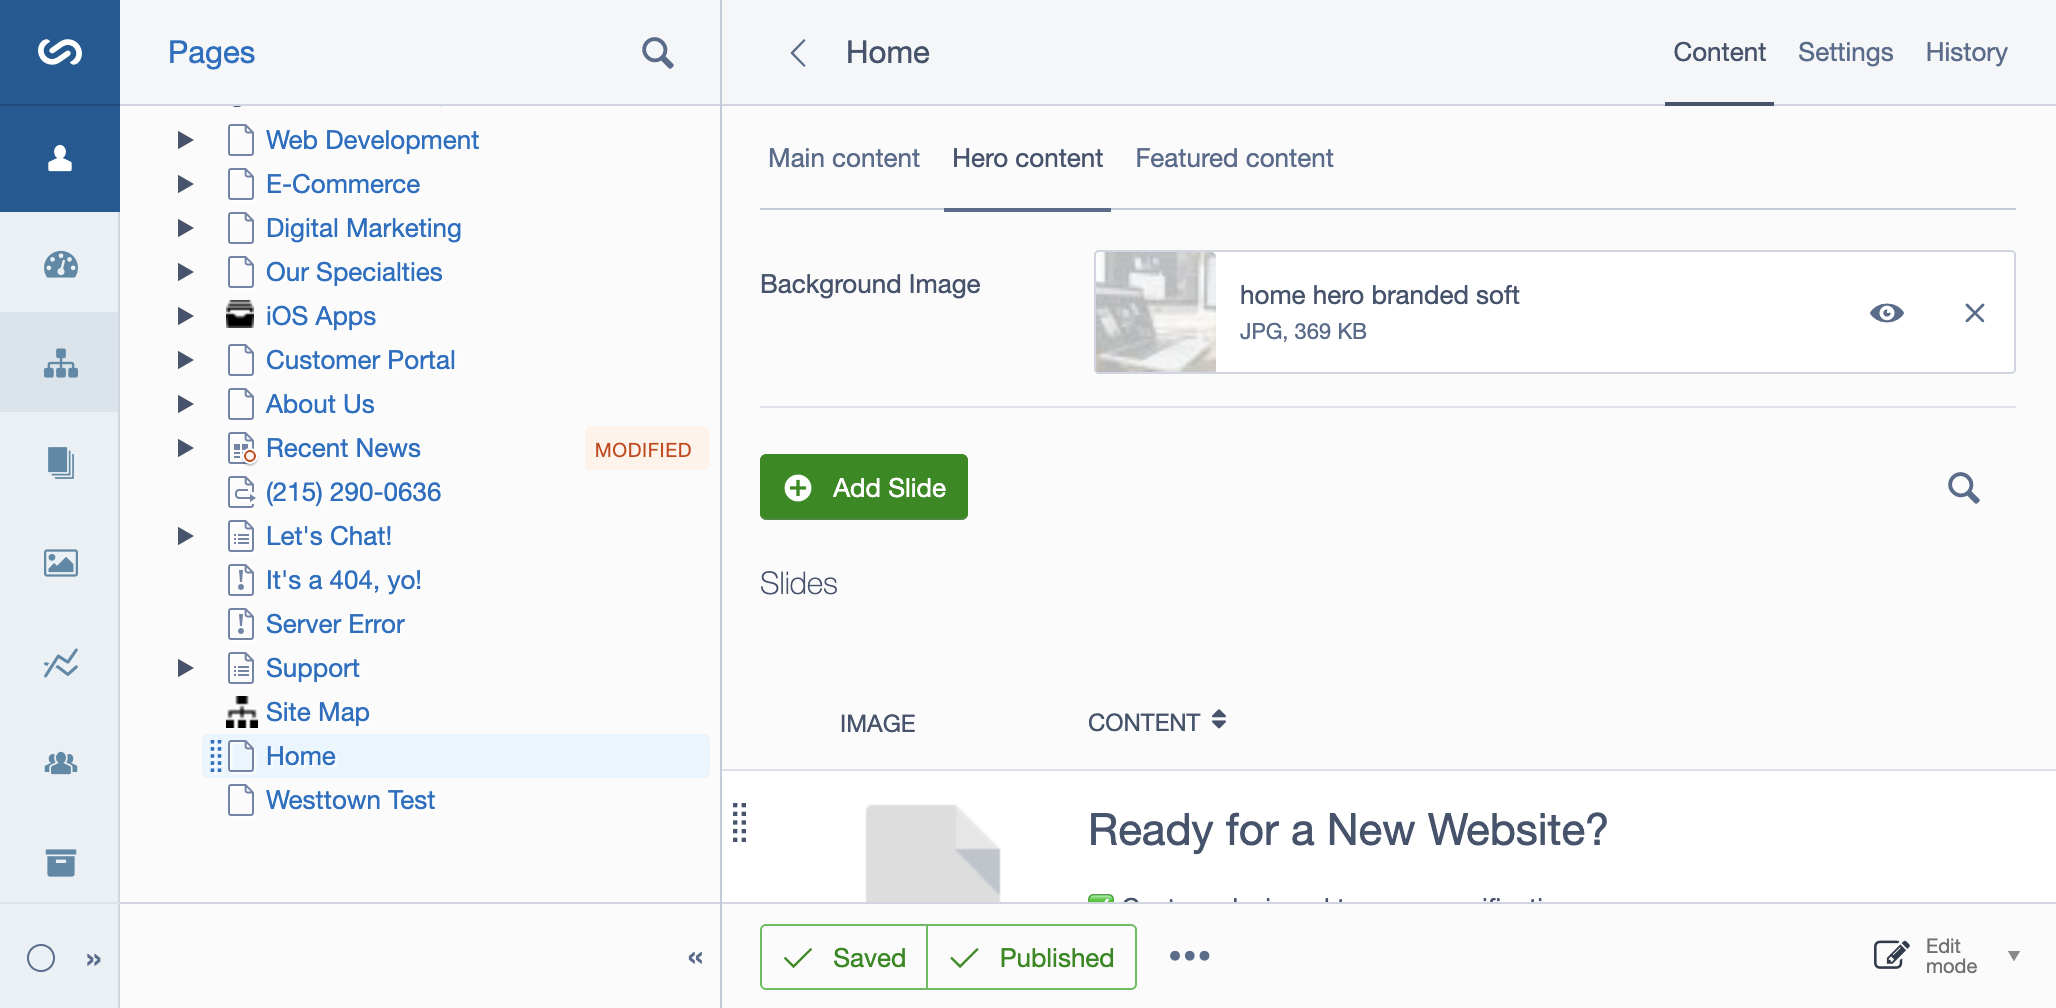 Pages
Home
Content
Settings
History
Web Development
E-Commerce
Digital Marketing
Our Specialties
iOS Apps
Customer Portal
About Us
Recent News
MODIFIED
(215) 290-0636
Let's Chat!
It's a 404, yo!
Server Error
Support
Site Map
Home
Westtown Test
«
»
Main content
Hero content
Featured content
Background Image
home hero branded soft
JPG, 369 KB
Add Slide
Slides
IMAGE
CONTENT
Ready for a New Website?
Saved
Published
Edit
mode